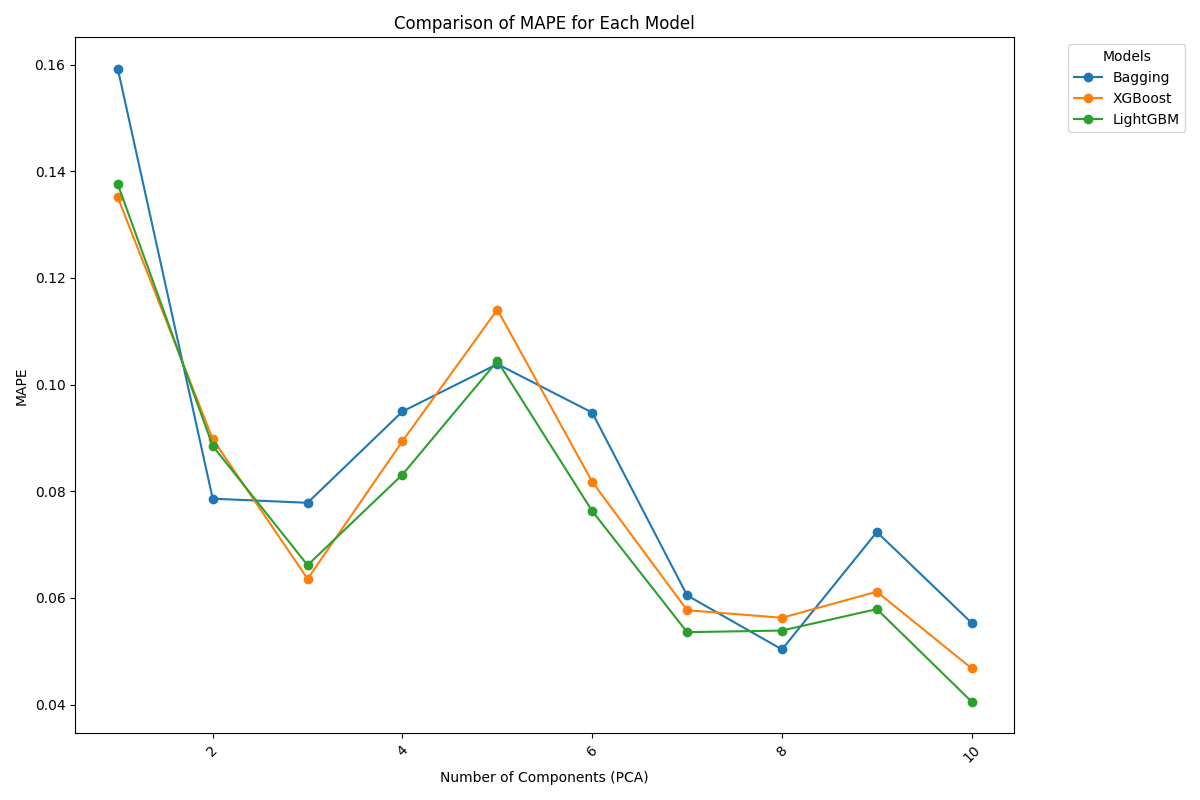 Comparison of MAPE for Each Model
Models
Bagging
XGBoost
LightGBM
0.16
0.14
0.12
0.10
0.08
0.06
0.04
MAPE
2
4
6
8
10
Number of Components (PCA)